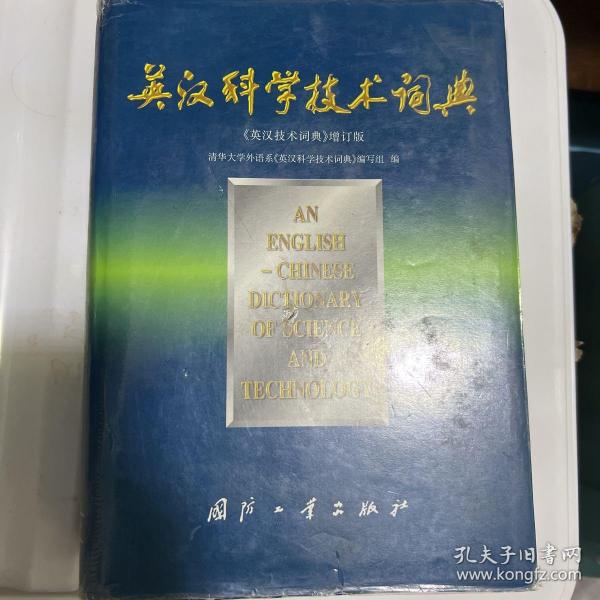 英汉科学技术词典
《英汉技术词典》增订版
清华大学外语系《英汉科学技术词典》编写组 编
AN
ENGLISH
-CHINESE
DICTIONARY
OF SCIENCE
AND
TECHNOLOGY
国防工业出版社
孔夫子旧书网
www.kongfz.com